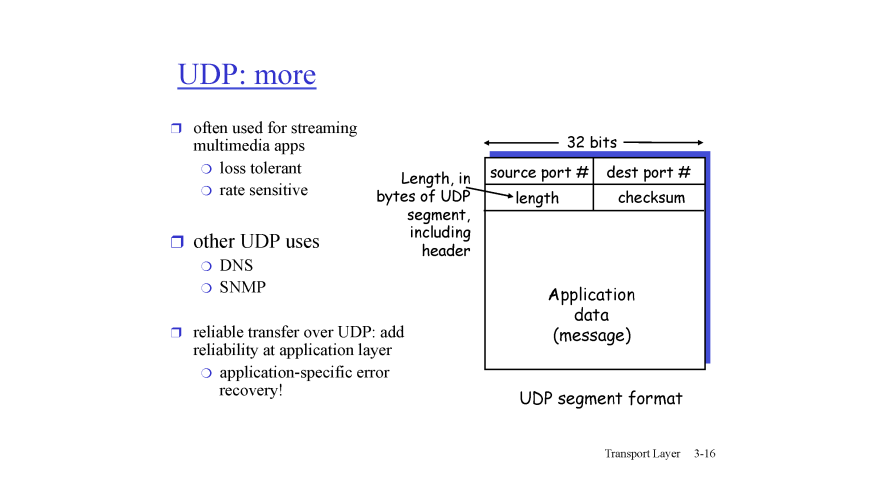 UDP: more
often used for streaming
multimedia apps
loss tolerant
rate sensitive
other UDP uses
DNS
SNMP
reliable transfer over UDP: add
reliability at application layer
application-specific error
recovery!
32 bits
source port # dest port #
length checksum
Length, in
bytes of UDP
segment,
including
header
Application
data
(message)
UDP segment format
Transport Layer 3-16